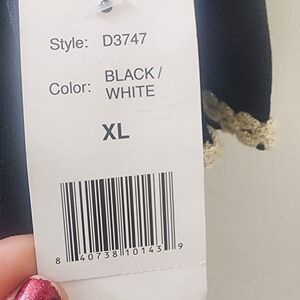 Style: D3747
Color: BLACK /
WHITE
XL
8 40738 10143 9